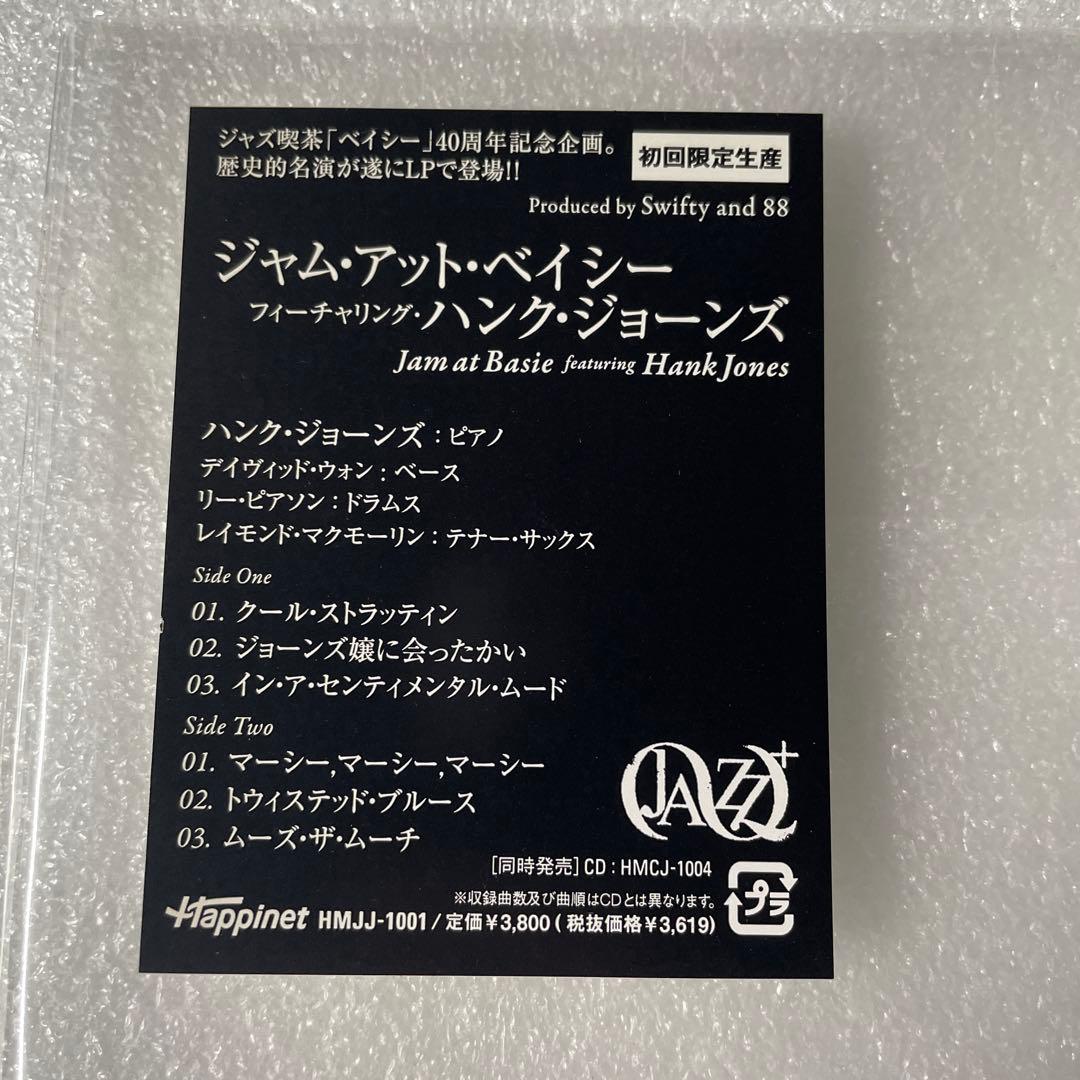 ジャズ喫茶「ベイシー」40周年記念企画。
歴史的名演が遂にLPで登場!!
初回限定生産
Produced by Swifty and 88
ジャム・アット・ベイシー
フィーチャリング・ハンク・ジョーンズ
Jam at Basie featuring Hank Jones
ハンク・ジョーンズ : ピアノ
デイヴィッド・ウォン : ベース
リー・ピアソン : ドラムス
レイモンド・マクモーリン : テナー・サックス
Side One
01. クール・ストラッティン
02. ジョーンズ嬢に会ったかい
03. イン・ア・センティメンタル・ムード
Side Two
01. マーシー,マーシー,マーシー
02. トウィステッド・ブルース
03. ムーズ・ザ・ムーチ
JAZZ+
[同時発売] CD : HMCJ-1004
※収録曲数及び曲順はCDとは異なります。
プラ
Happinet HMJJ-1001 / 定価¥3,800 ( 税抜価格¥3,619)